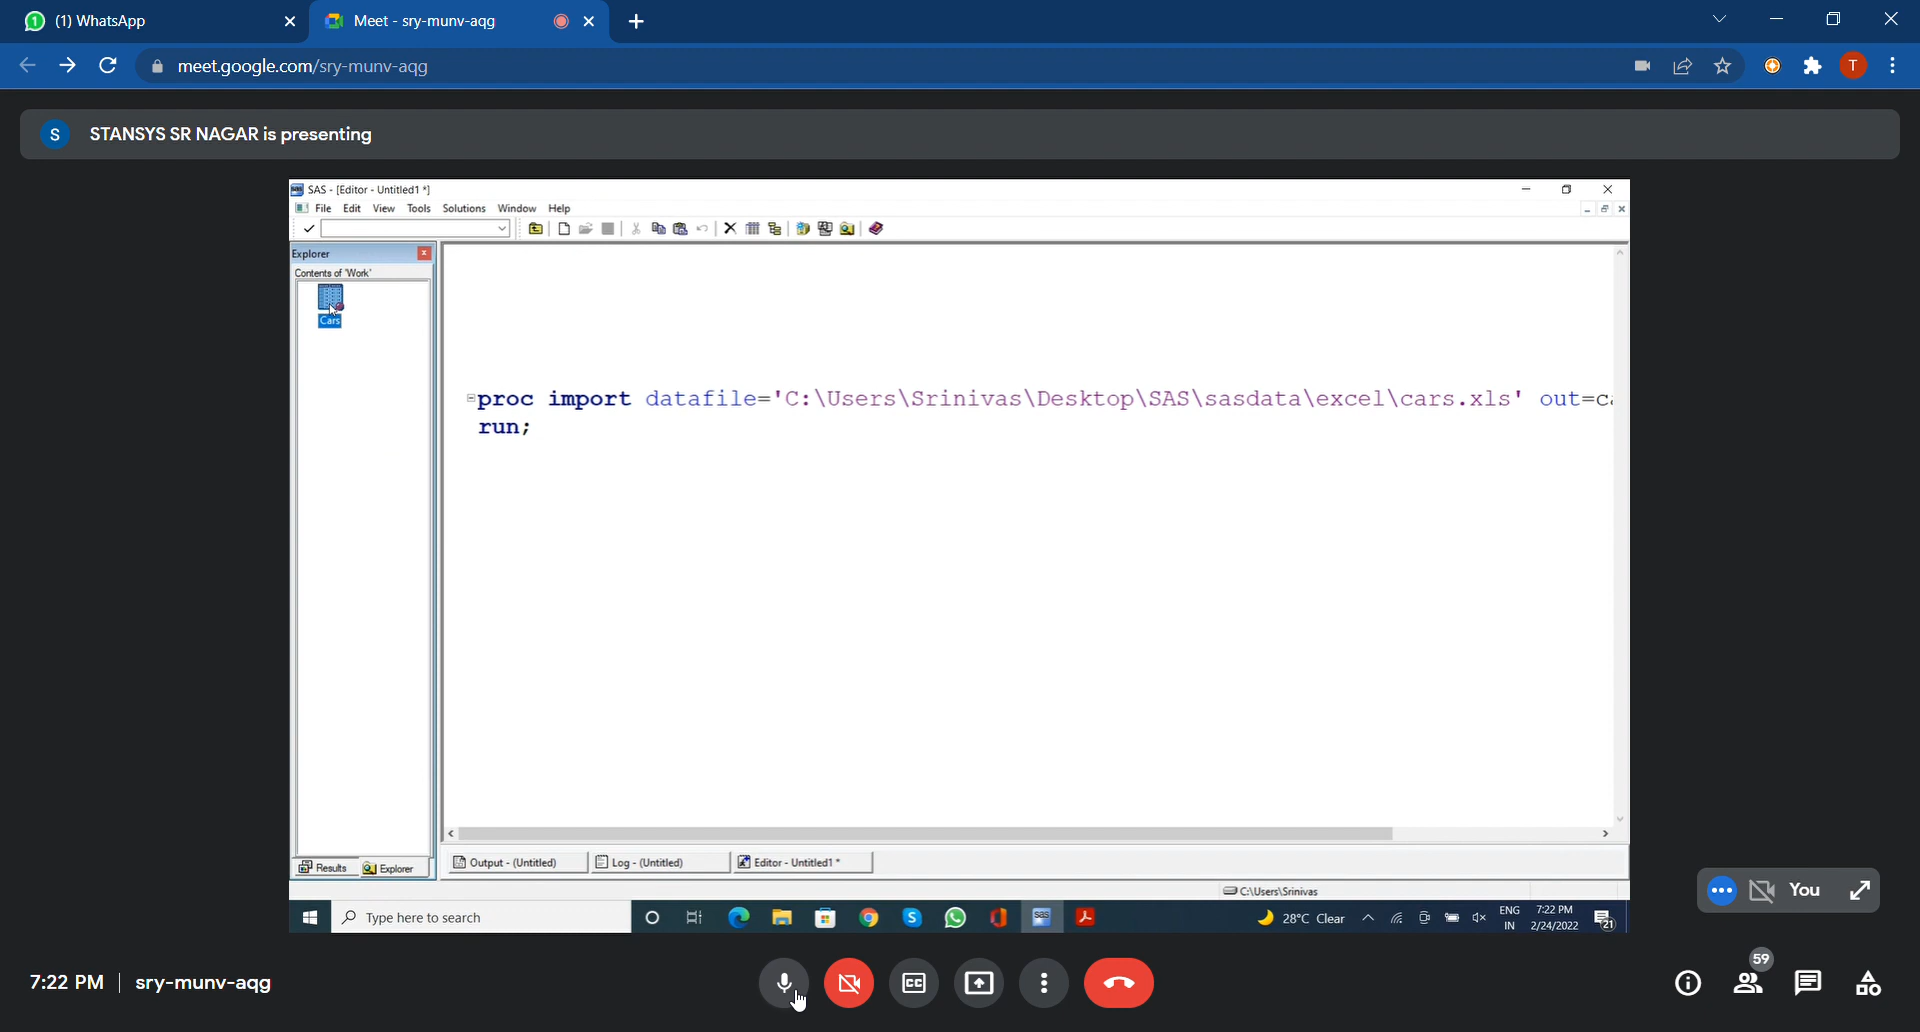 (1) WhatsApp
Meet - sry-munv-aqg
meet.google.com/sry-munv-aqg
T
S STANSYS SR NAGAR is presenting
SAS - [Editor - Untitled1 *]
File Edit View Tools Solutions Window Help
Explorer
Contents of 'Work'
Cars
proc import datafile='C:\Users\Srinivas\Desktop\SAS\sasdata\excel\cars.xls' out=ca
run;
Results Explorer
Output - (Untitled) Log - (Untitled) Editor - Untitled1 *
C:\Users\Srinivas
Type here to search
28°C Clear
ENG
IN
7:22 PM
2/24/2022
21
You
7:22 PM | sry-munv-aqg
CC
59